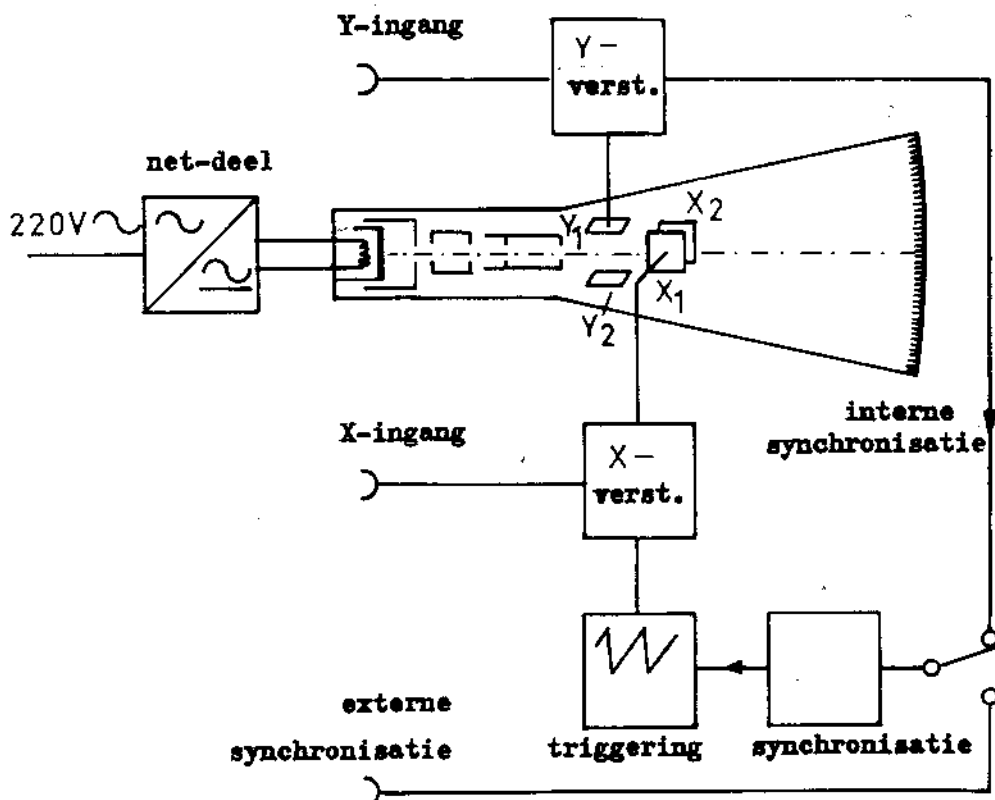 Y-ingang
Y-
verst.
net-deel
220V
Y1
X2
X1
Y2
X-ingang
interne
synchronisatie
X-
verst.
externe
synchronisatie
triggering
synchronisatie